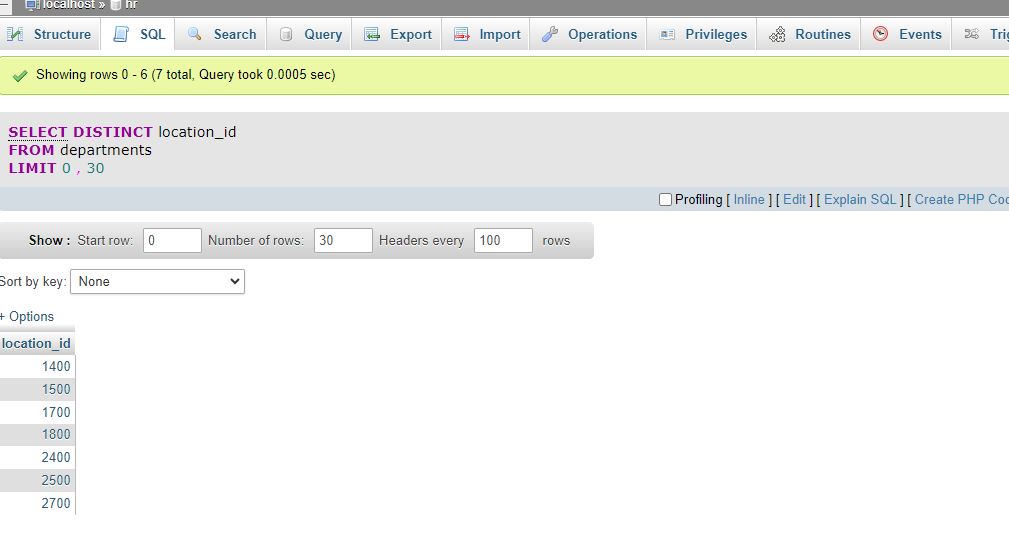 localhost » hr
Structure SQL Search Query Export Import Operations Privileges Routines Events Tri
Showing rows 0 - 6 (7 total, Query took 0.0005 sec)
SELECT DISTINCT location_id
FROM departments
LIMIT 0 , 30
Profiling [ Inline ] [ Edit ] [ Explain SQL ] [ Create PHP Coc
Show : Start row: 0 Number of rows: 30 Headers every 100 rows
Sort by key: None
+ Options
location_id
1400
1500
1700
1800
2400
2500
2700